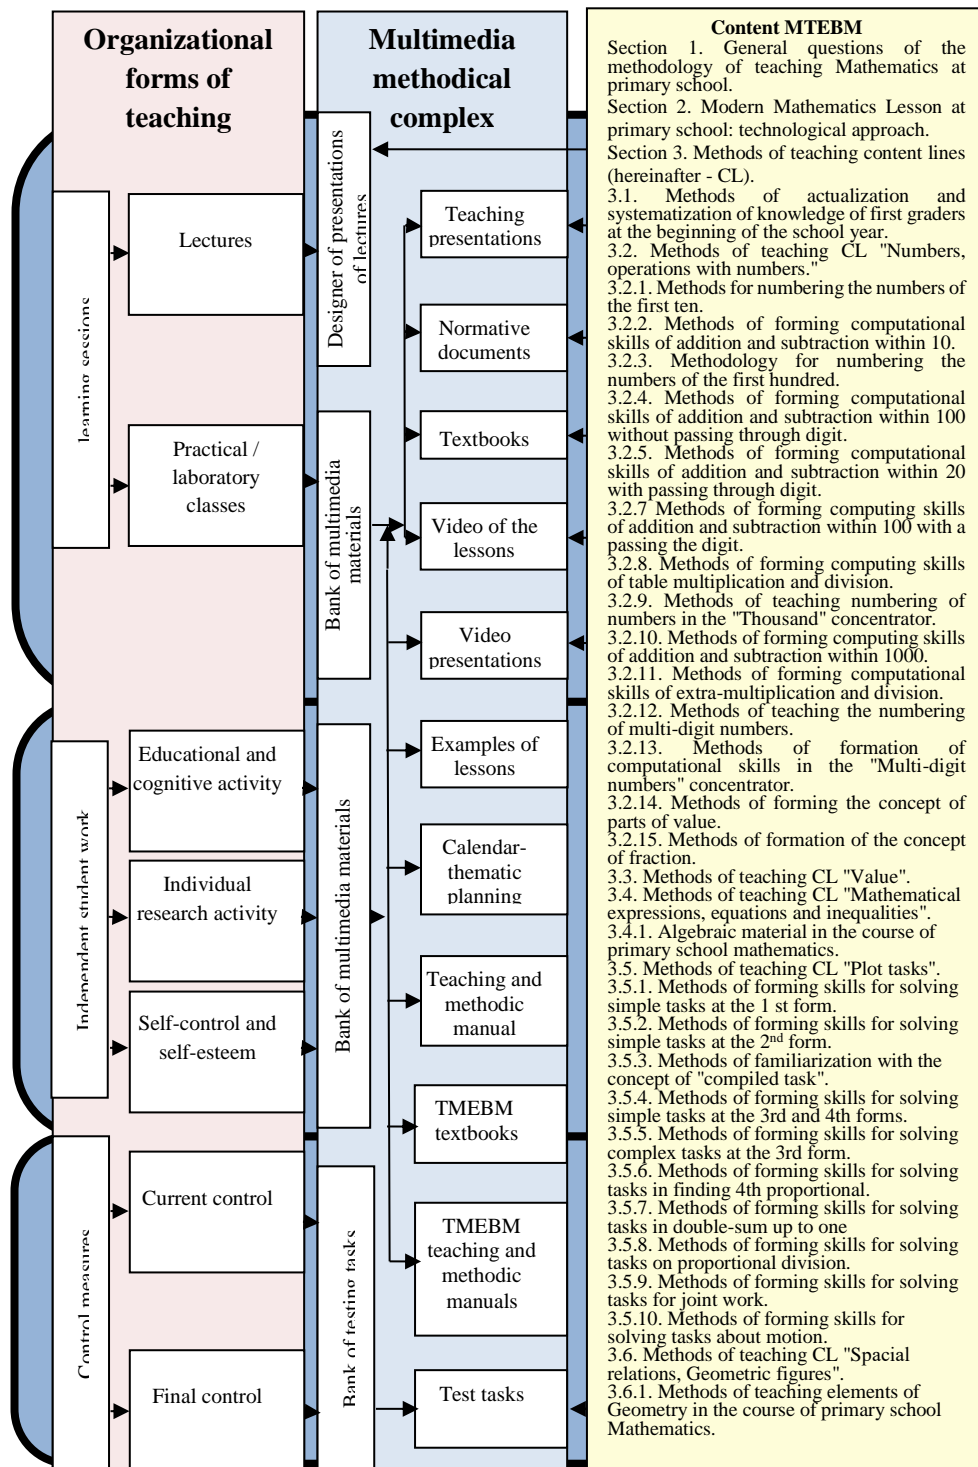 Organizational
forms of
teaching
learning sessions
Lectures
Practical /
laboratory
classes
Independent student work
Educational and
cognitive activity
Individual
research activity
Self-control and
self-esteem
Control measures
Current control
Final control
Multimedia
methodical
complex
Designer of presentations
of lectures
Bank of multimedia
materials
Bank of multimedia materials
Bank of testing tasks
Teaching
presentations
Normative
documents
Textbooks
Video of the
lessons
Video
presentations
Examples of
lessons
Calendar-
thematic
planning
Teaching and
methodic
manual
TMEBM
textbooks
TMEBM
teaching and
methodic
manuals
Test tasks
Content MTEBM
Section 1. General questions of the
methodology of teaching Mathematics at
primary school.
Section 2. Modern Mathematics Lesson at
primary school: technological approach.
Section 3. Methods of teaching content lines
(hereinafter - CL).
3.1. Methods of actualization and
systematization of knowledge of first graders
at the beginning of the school year.
3.2. Methods of teaching CL "Numbers,
operations with numbers."
3.2.1. Methods for numbering the numbers of
the first ten.
3.2.2. Methods of forming computational
skills of addition and subtraction within 10.
3.2.3. Methodology for numbering the
numbers of the first hundred.
3.2.4. Methods of forming computational
skills of addition and subtraction within 100
without passing through digit.
3.2.5. Methods of forming computational
skills of addition and subtraction within 20
with passing through digit.
3.2.7 Methods of forming computing skills
of addition and subtraction within 100 with a
passing the digit.
3.2.8. Methods of forming computing skills
of table multiplication and division.
3.2.9. Methods of teaching numbering of
numbers in the "Thousand" concentrator.
3.2.10. Methods of forming computing skills
of addition and subtraction within 1000.
3.2.11. Methods of forming computational
skills of extra-multiplication and division.
3.2.12. Methods of teaching the numbering
of multi-digit numbers.
3.2.13. Methods of formation of
computational skills in the "Multi-digit
numbers" concentrator.
3.2.14. Methods of forming the concept of
parts of value.
3.2.15. Methods of formation of the concept
of fraction.
3.3. Methods of teaching CL "Value".
3.4. Methods of teaching CL "Mathematical
expressions, equations and inequalities".
3.4.1. Algebraic material in the course of
primary school mathematics.
3.5. Methods of teaching CL "Plot tasks".
3.5.1. Methods of forming skills for solving
simple tasks at the 1 st form.
3.5.2. Methods of forming skills for solving
simple tasks at the 2nd form.
3.5.3. Methods of familiarization with the
concept of "compiled task".
3.5.4. Methods of forming skills for solving
simple tasks at the 3rd and 4th forms.
3.5.5. Methods of forming skills for solving
complex tasks at the 3rd form.
3.5.6. Methods of forming skills for solving
tasks in finding 4th proportional.
3.5.7. Methods of forming skills for solving
tasks in double-sum up to one
3.5.8. Methods of forming skills for solving
tasks on proportional division.
3.5.9. Methods of forming skills for solving
tasks for joint work.
3.5.10. Methods of forming skills for
solving tasks about motion.
3.6. Methods of teaching CL "Spacial
relations, Geometric figures".
3.6.1. Methods of teaching elements of
Geometry in the course of primary school
Mathematics.